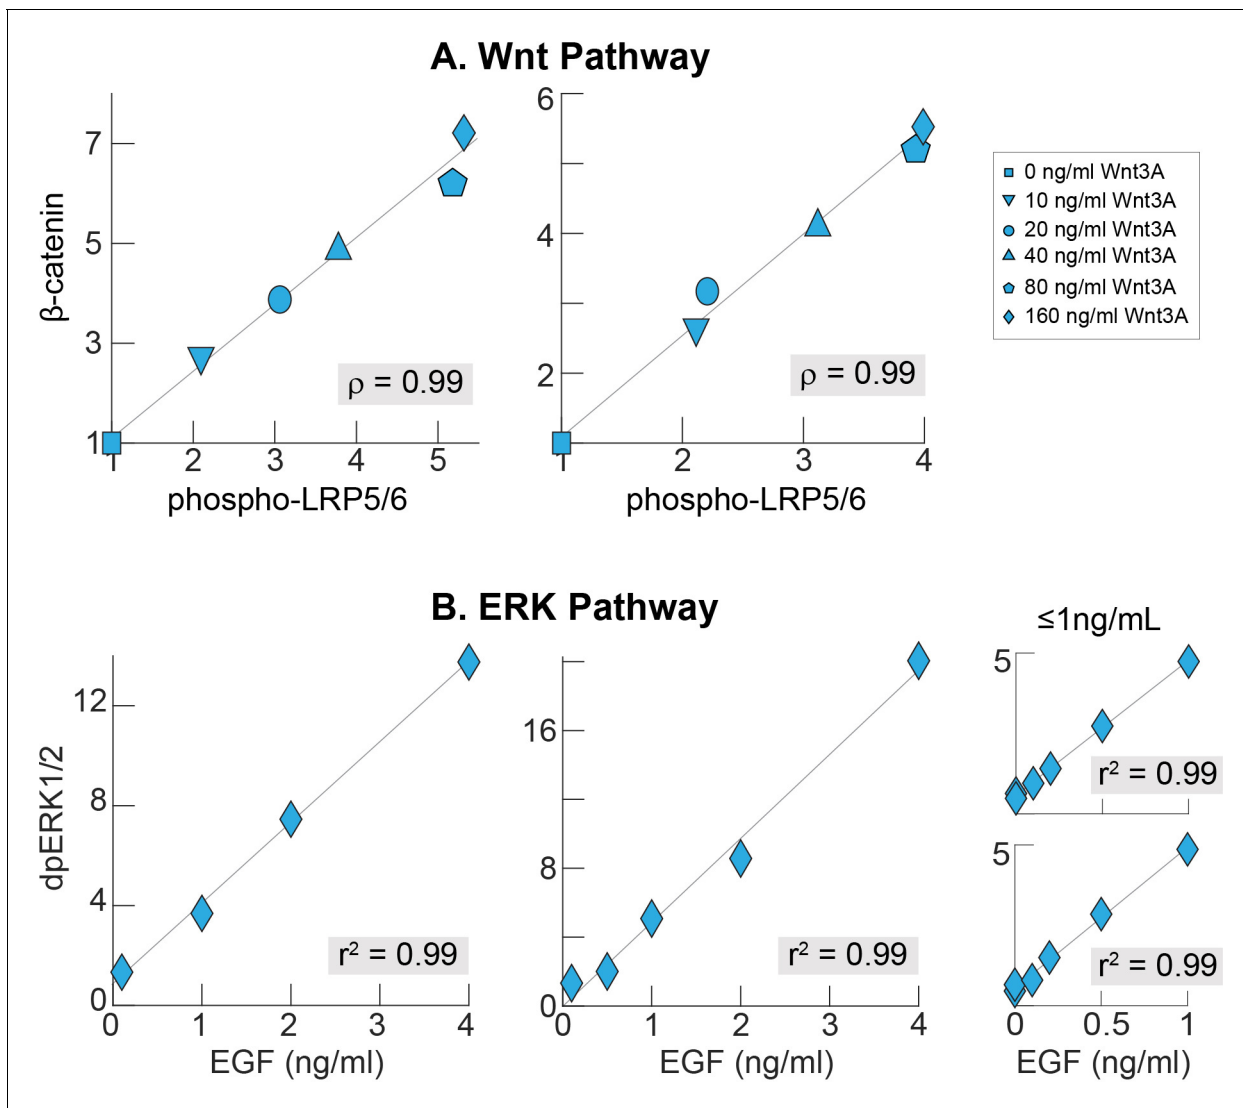 A. Wnt Pathway
β-catenin
7
5
3
1
1 2 3 4 5
phospho-LRP5/6
ρ = 0.99
6
4
2
1 2 3 4
phospho-LRP5/6
ρ = 0.99
0 ng/ml Wnt3A
10 ng/ml Wnt3A
20 ng/ml Wnt3A
40 ng/ml Wnt3A
80 ng/ml Wnt3A
160 ng/ml Wnt3A
B. ERK Pathway
dpERK1/2
12
8
4
0
0 1 2 3 4
EGF (ng/ml)
r² = 0.99
16
8
0
0 1 2 3 4
EGF (ng/ml)
r² = 0.99
≤1ng/mL
5
r² = 0.99
5
r² = 0.99
0 0.5 1
EGF (ng/ml)